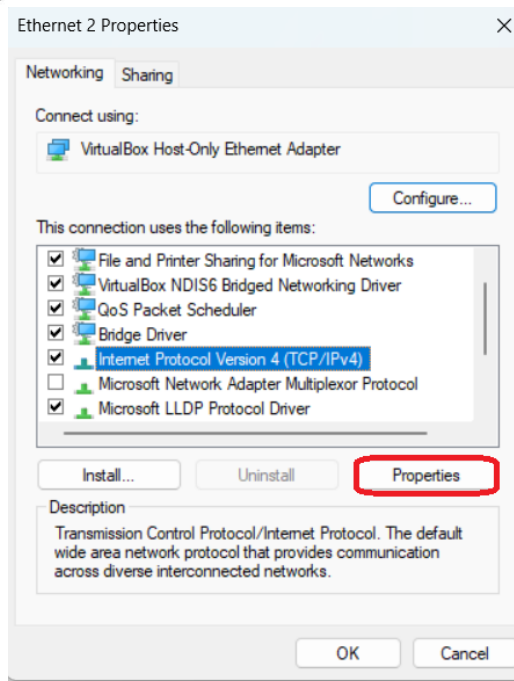 Ethernet 2 Properties
Networking
Sharing
Connect using:
VirtualBox Host-Only Ethernet Adapter
Configure...
This connection uses the following items:
File and Printer Sharing for Microsoft Networks
VirtualBox NDIS6 Bridged Networking Driver
QoS Packet Scheduler
Bridge Driver
Internet Protocol Version 4 (TCP/IPv4)
Microsoft Network Adapter Multiplexor Protocol
Microsoft LLDP Protocol Driver
Install...
Uninstall
Properties
Description
Transmission Control Protocol/Internet Protocol. The default
wide area network protocol that provides communication
across diverse interconnected networks.
OK
Cancel